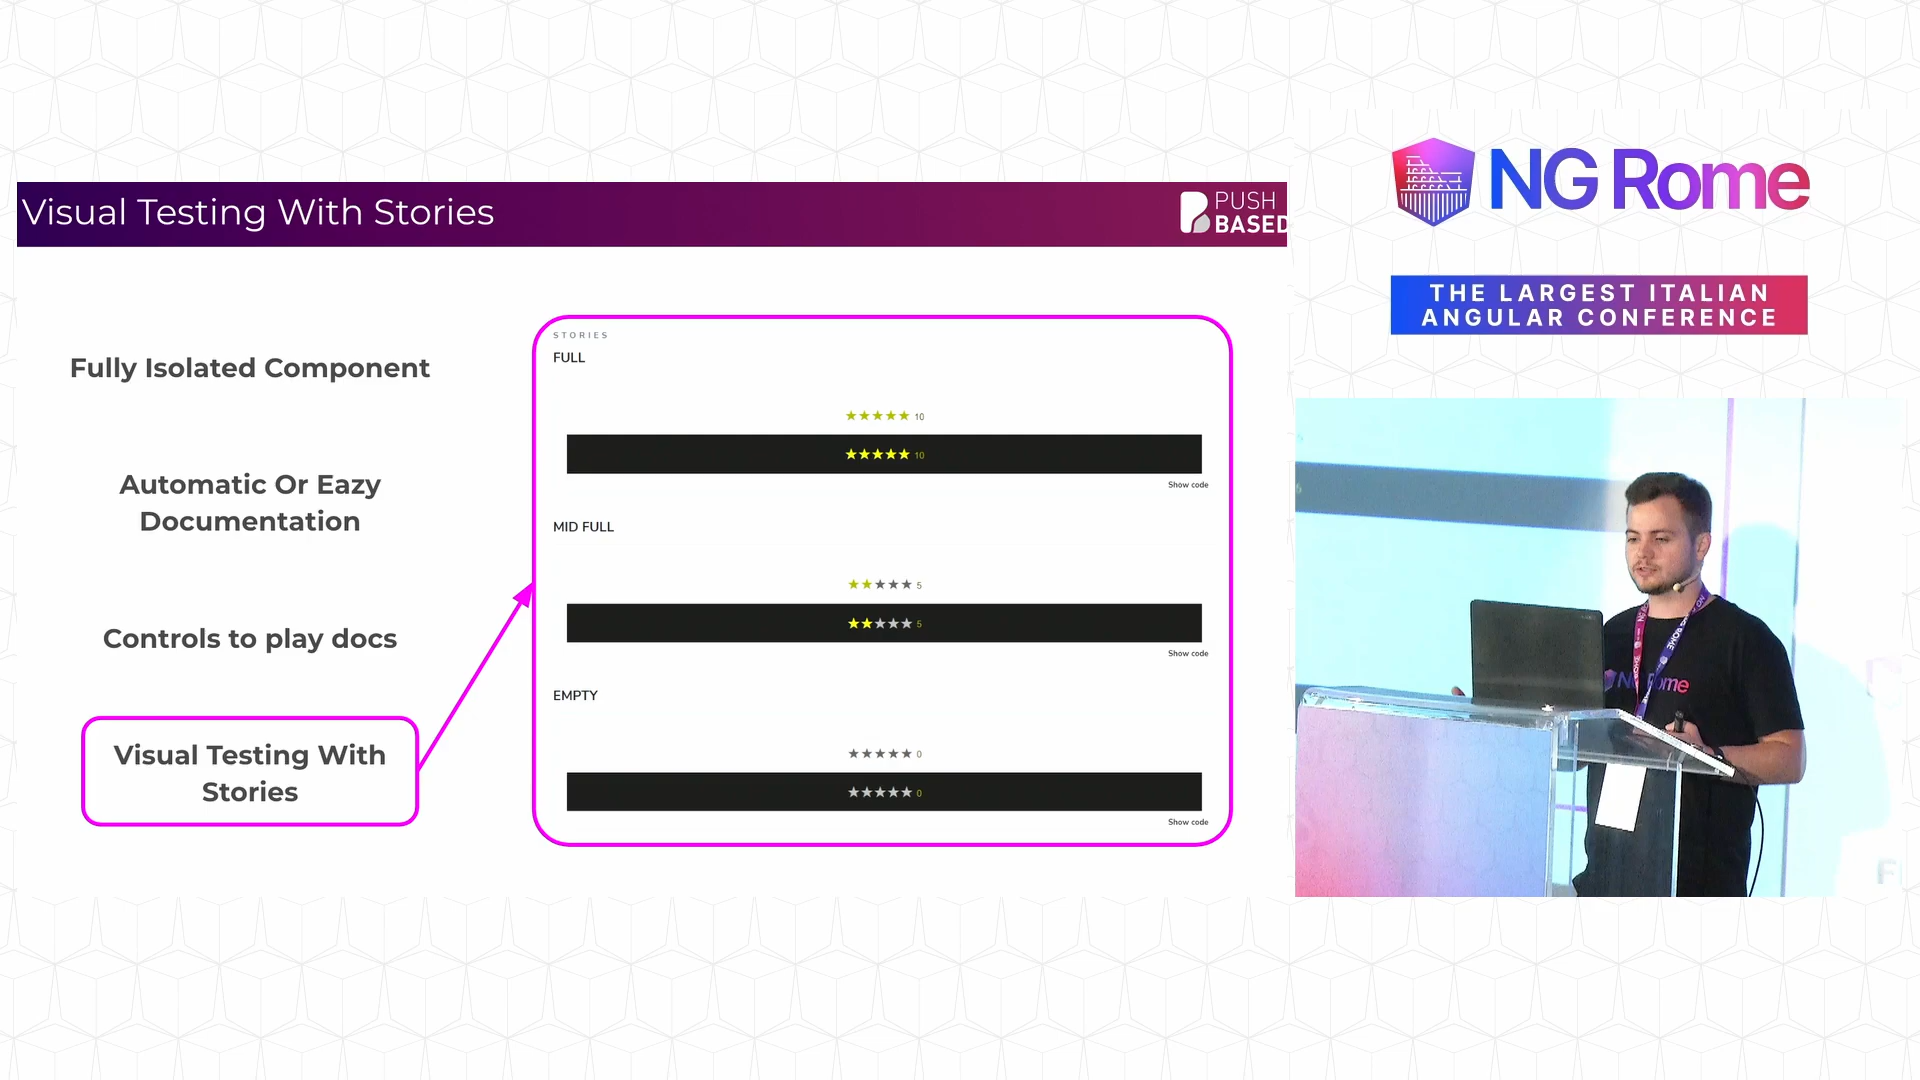 Visual Testing With Stories
PUSH
BASED
Fully Isolated Component
Automatic Or Eazy
Documentation
Controls to play docs
Visual Testing With
Stories
STORIES
FULL
10
10
Show code
MID FULL
5
5
Show code
EMPTY
0
0
Show code
NG Rome
THE LARGEST ITALIAN
ANGULAR CONFERENCE
NG Rome